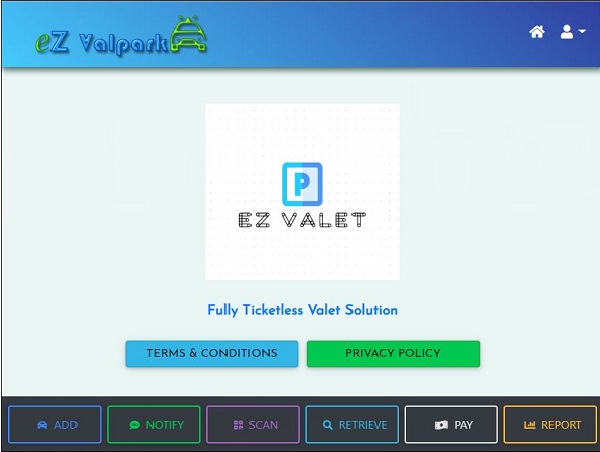 eZ Valpark
P
EZ VALET
Fully Ticketless Valet Solution
TERMS & CONDITIONS
PRIVACY POLICY
ADD
NOTIFY
SCAN
RETRIEVE
PAY
REPORT